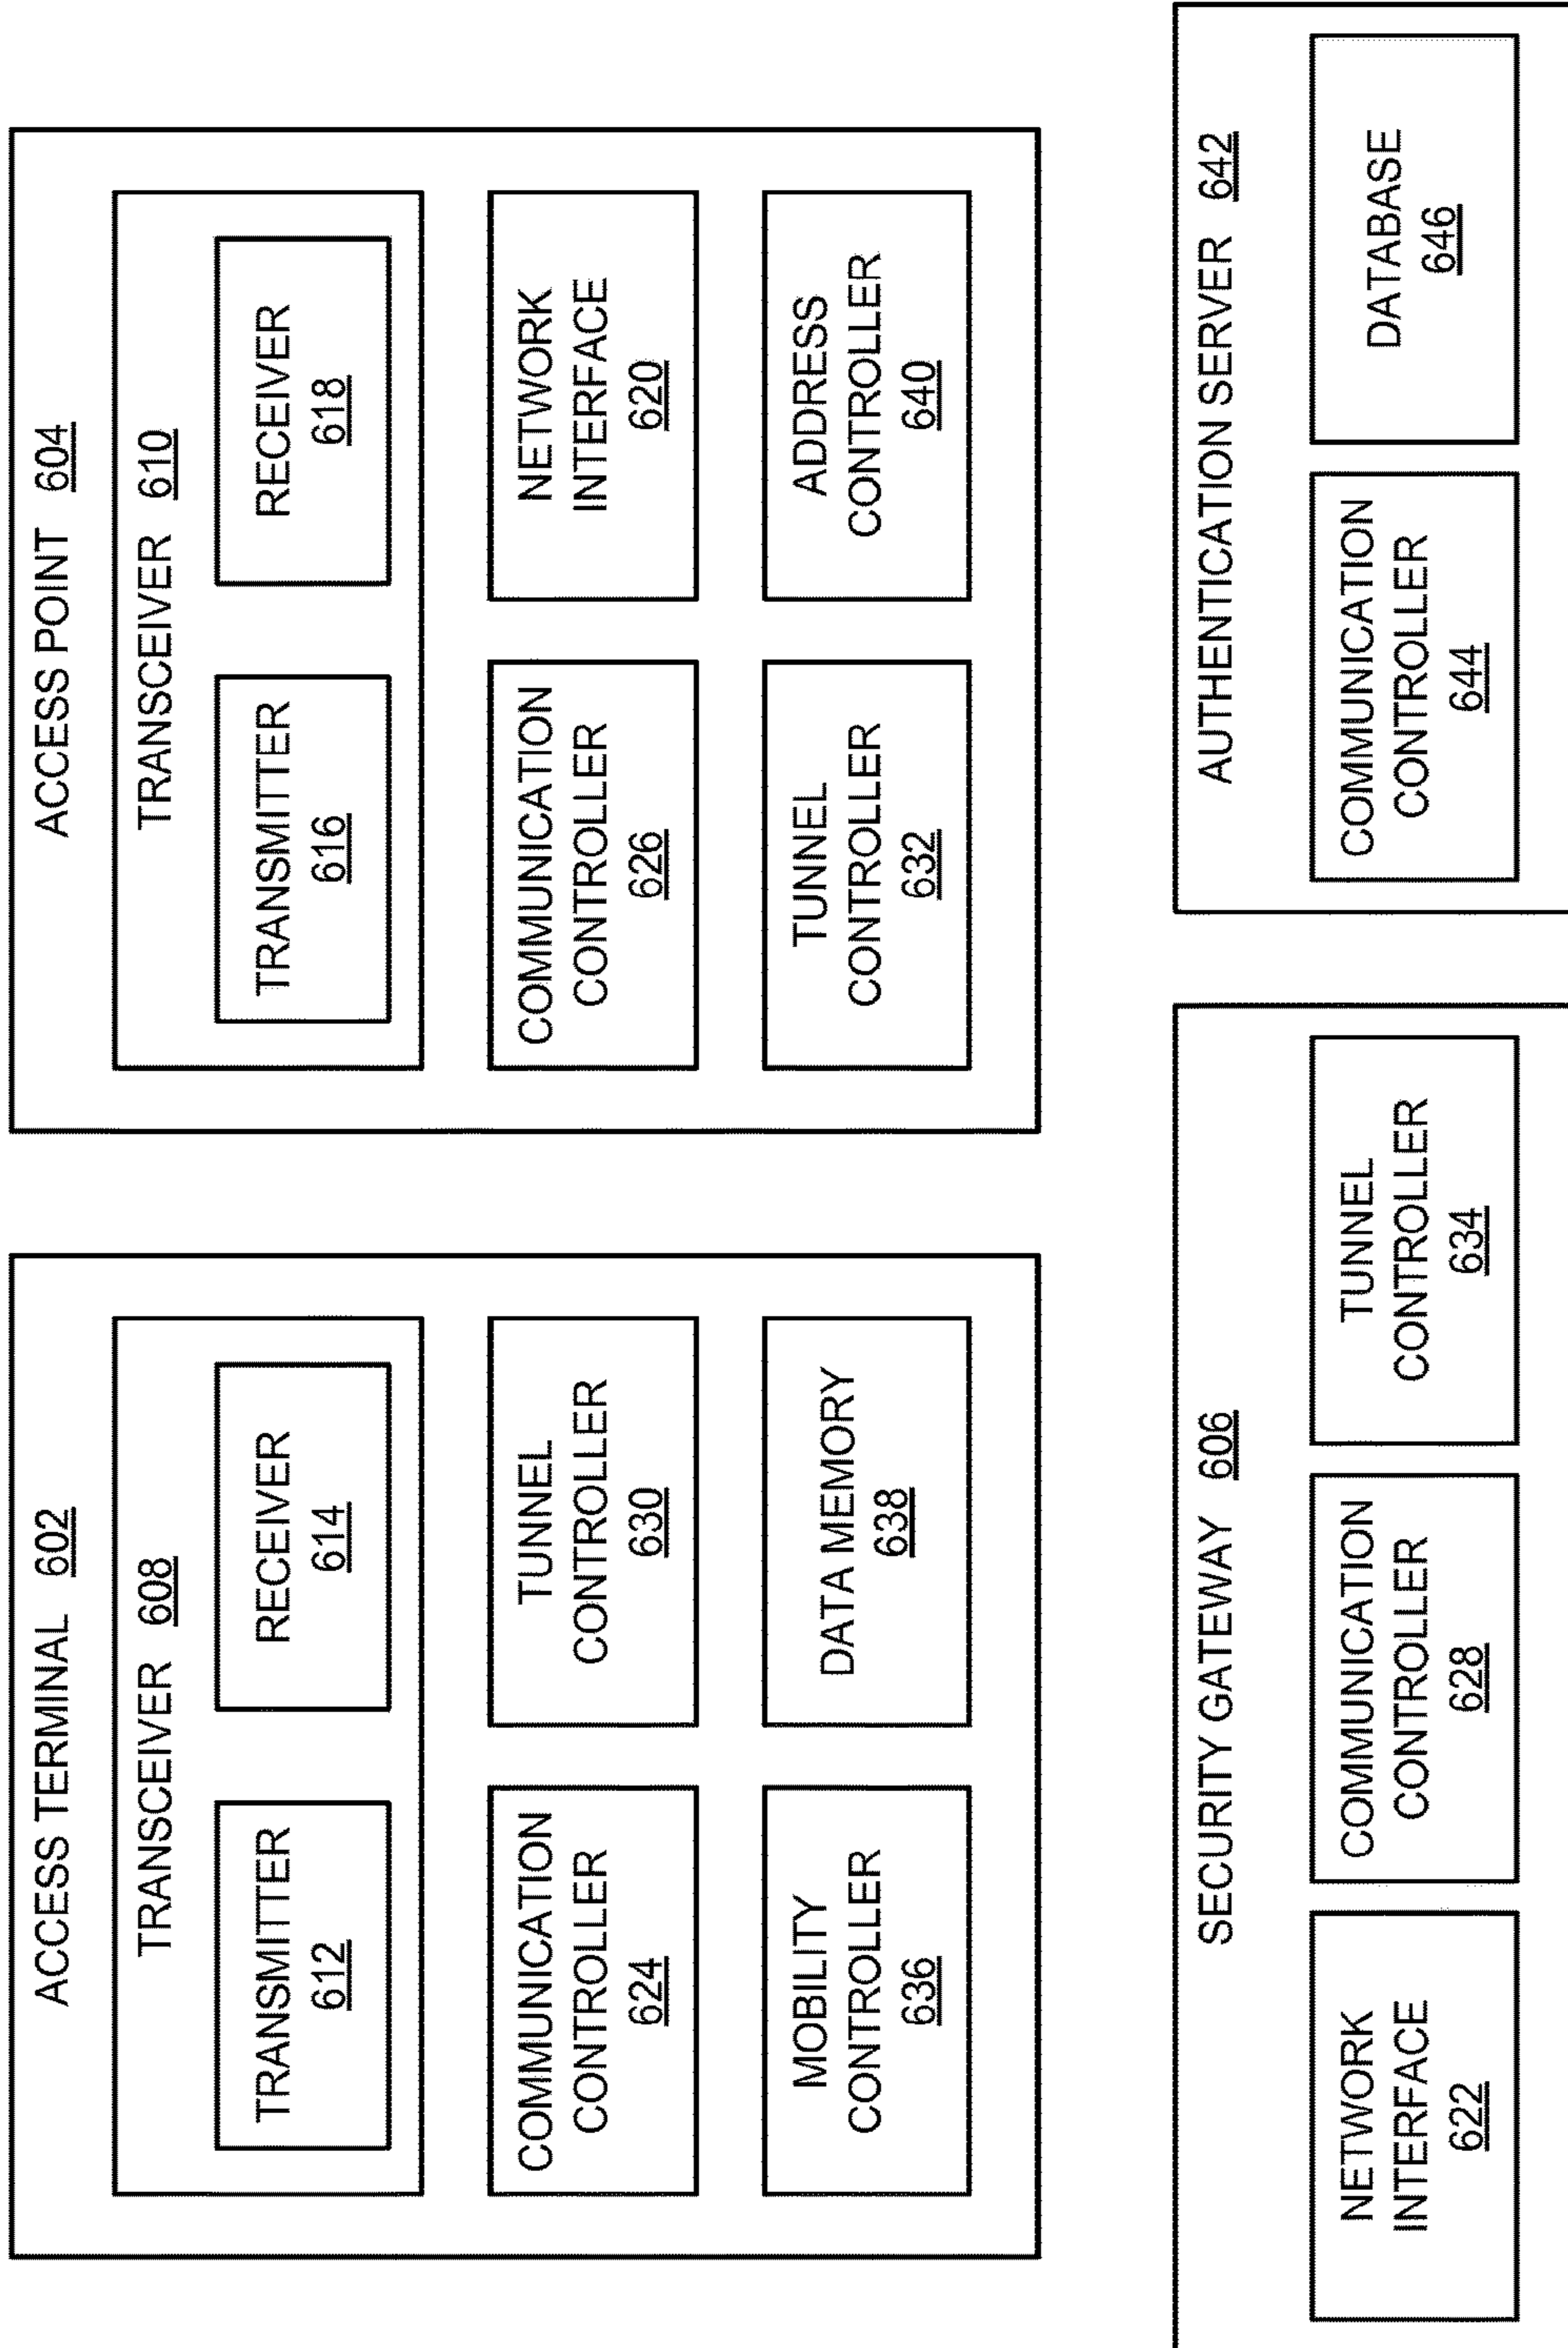 ACCESS TERMINAL 602
TRANSCEIVER 608
TRANSMITTER
612
RECEIVER
614
COMMUNICATION
CONTROLLER
624
TUNNEL
CONTROLLER
630
MOBILITY
CONTROLLER
636
DATA MEMORY
638
ACCESS POINT 604
TRANSCEIVER 610
TRANSMITTER
616
RECEIVER
618
COMMUNICATION
CONTROLLER
626
NETWORK
INTERFACE
620
TUNNEL
CONTROLLER
632
ADDRESS
CONTROLLER
640
SECURITY GATEWAY 606
NETWORK
INTERFACE
622
COMMUNICATION
CONTROLLER
628
TUNNEL
CONTROLLER
634
AUTHENTICATION SERVER 642
COMMUNICATION
CONTROLLER
644
DATABASE
646